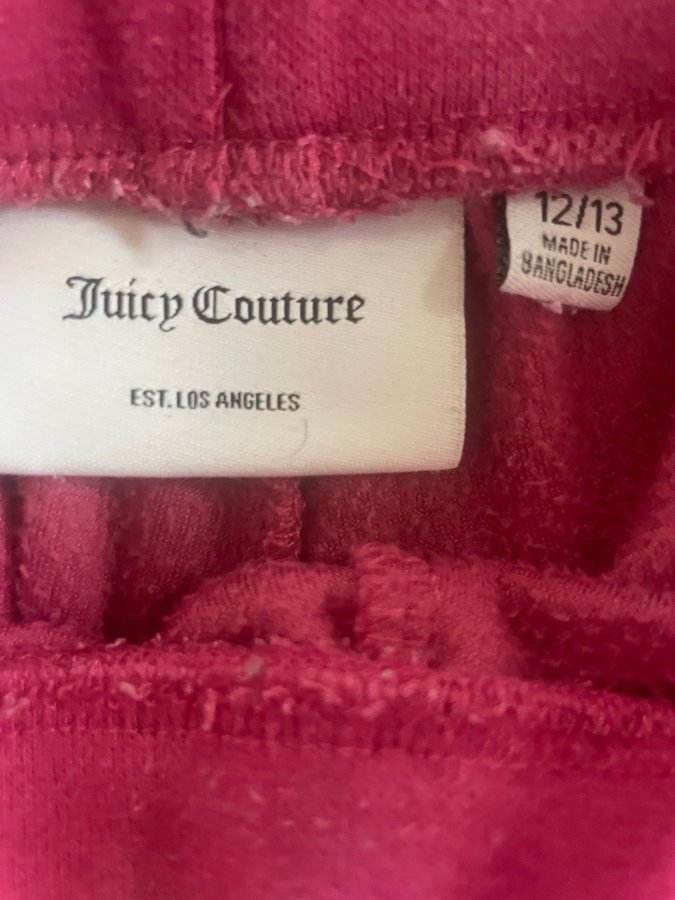 Juicy Couture
EST. LOS ANGELES
12/13
MADE IN
BANGLADESH